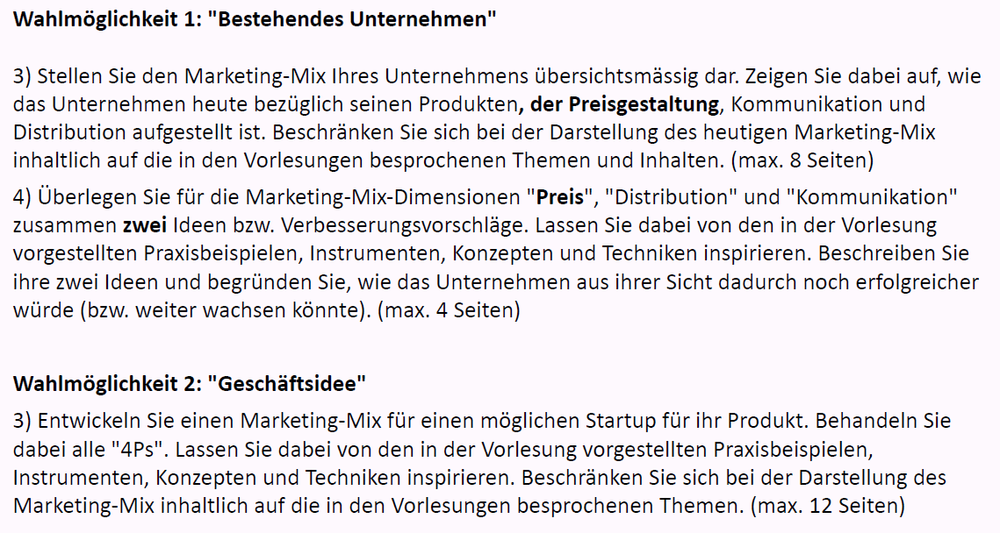 Wahlmöglichkeit 1: "Bestehendes Unternehmen"
3) Stellen Sie den Marketing-Mix Ihres Unternehmens übersichtsmässig dar. Zeigen Sie dabei auf, wie
das Unternehmen heute bezüglich seinen Produkten, der Preisgestaltung, Kommunikation und
Distribution aufgestellt ist. Beschränken Sie sich bei der Darstellung des heutigen Marketing-Mix
inhaltlich auf die in den Vorlesungen besprochenen Themen und Inhalten. (max. 8 Seiten)
4) Überlegen Sie für die Marketing-Mix-Dimensionen "Preis", "Distribution" und "Kommunikation"
zusammen zwei Ideen bzw. Verbesserungsvorschläge. Lassen Sie dabei von den in der Vorlesung
vorgestellten Praxisbeispielen, Instrumenten, Konzepten und Techniken inspirieren. Beschreiben Sie
ihre zwei Ideen und begründen Sie, wie das Unternehmen aus ihrer Sicht dadurch noch erfolgreicher
würde (bzw. weiter wachsen könnte). (max. 4 Seiten)
Wahlmöglichkeit 2: "Geschäftsidee"
3) Entwickeln Sie einen Marketing-Mix für einen möglichen Startup für ihr Produkt. Behandeln Sie
dabei alle "4Ps". Lassen Sie dabei von den in der Vorlesung vorgestellten Praxisbeispielen,
Instrumenten, Konzepten und Techniken inspirieren. Beschränken Sie sich bei der Darstellung des
Marketing-Mix inhaltlich auf die in den Vorlesungen besprochenen Themen. (max. 12 Seiten)